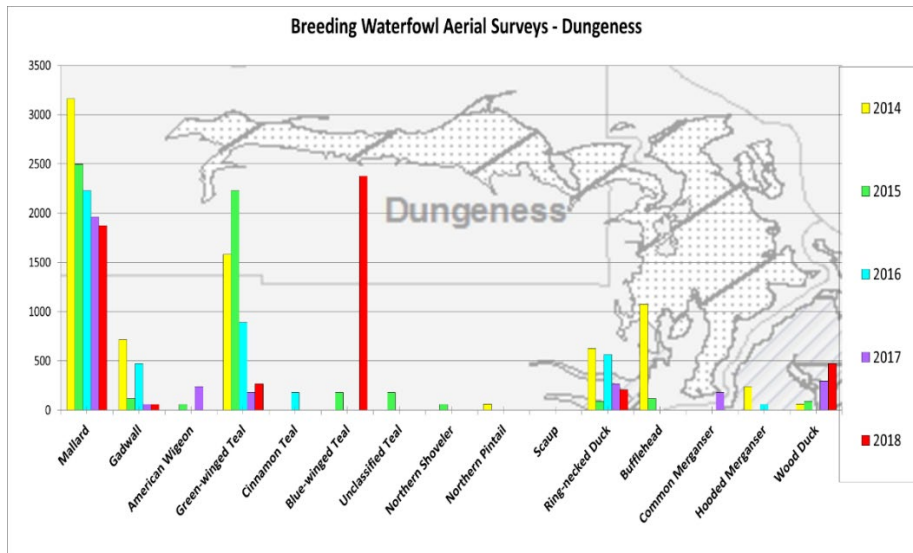 Breeding Waterfowl Aerial Surveys - Dungeness
3500
3000
2500
2000
1500
1000
500
0
Dungeness
Mallard
Gadwall
American Wigeon
Green-winged Teal
Cinnamon Teal
Blue-winged Teal
Unclassified Teal
Northern Shoveler
Northern Pintail
Scaup
Ring-necked Duck
Bufflehead
Common Merganser
Hooded Merganser
Wood Duck
2014
2015
2016
2017
2018